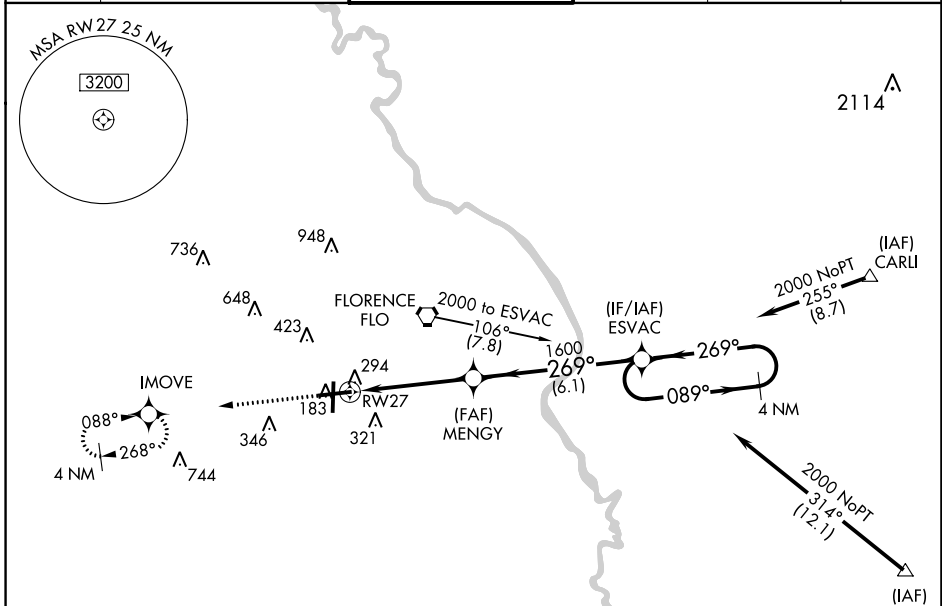 MSA RW27 25 NM
3200
2114
736
948
(IAF)
CARLI
2000 NoPT
255°
(8.7)
648
FLORENCE
FLO
2000 to ESVAC
106°
(7.8)
(IF/IAF)
ESVAC
423
1600
269°
(6.1)
269°
089°
4 NM
294
RW27
183
IMOVE
088°
268°
4 NM
346
321
744
(FAF)
MENGY
2000 NoPT
314°
(12.1)
(IAF)